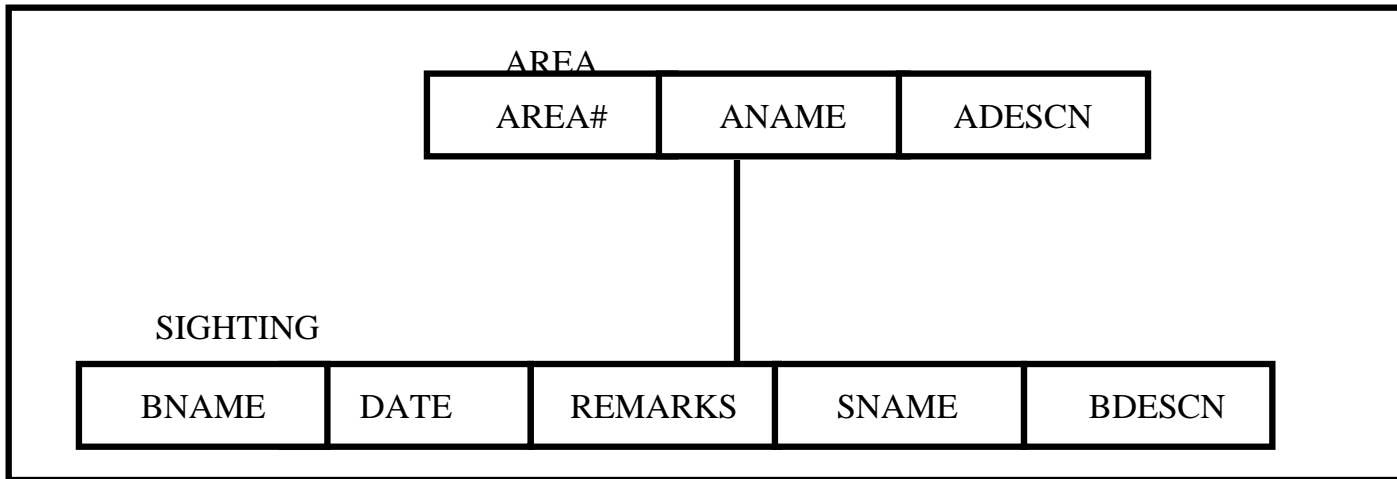 AREA
AREA# ANAME ADESCN
SIGHTING
BNAME DATE REMARKS SNAME BDESCN